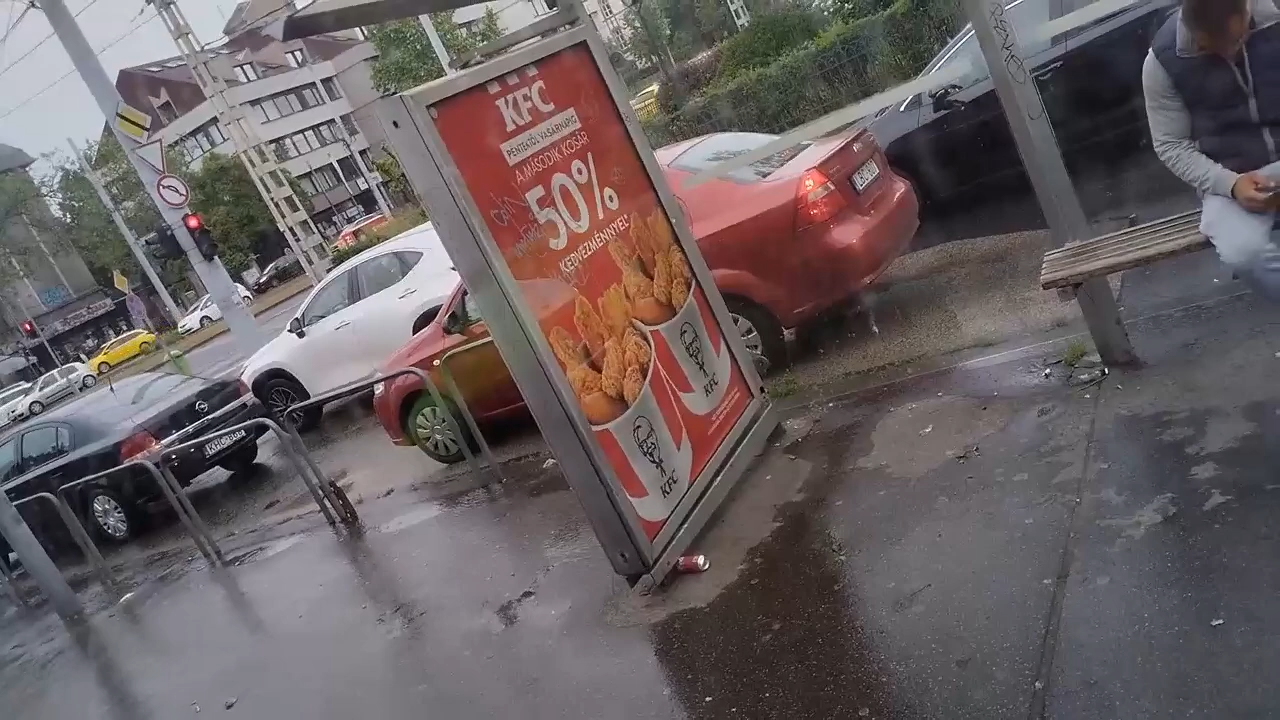 KFC
PÉNTEKTŐL VASÁRNAPIG
A MÁSODIK KOSÁR
50%
KEDVEZMÉNNYEL!
KFC
KFC